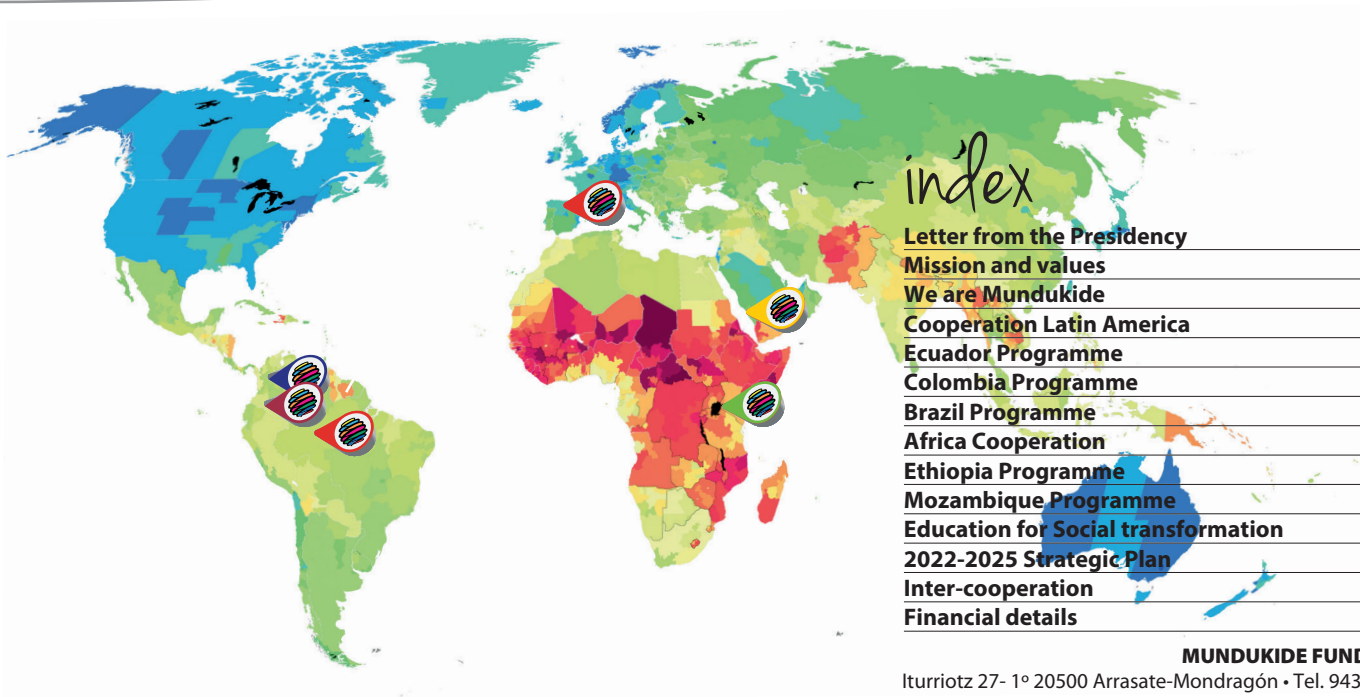 index
Letter from the Presidency
Mission and values
We are Mundukide
Cooperation Latin America
Ecuador Programme
Colombia Programme
Brazil Programme
Africa Cooperation
Ethiopia Programme
Mozambique Programme
Education for Social transformation
2022-2025 Strategic Plan
Inter-cooperation
Financial details
MUNDUKIDE FUND
Iturriotz 27- 1º 20500 Arrasate-Mondragón • Tel. 943